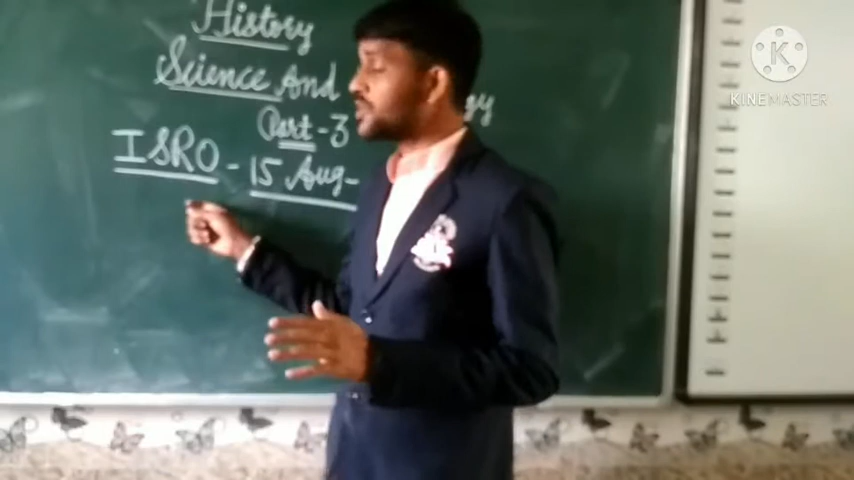 History
Science And
Part-3
ISRO - 15 Aug-
KINEMASTER